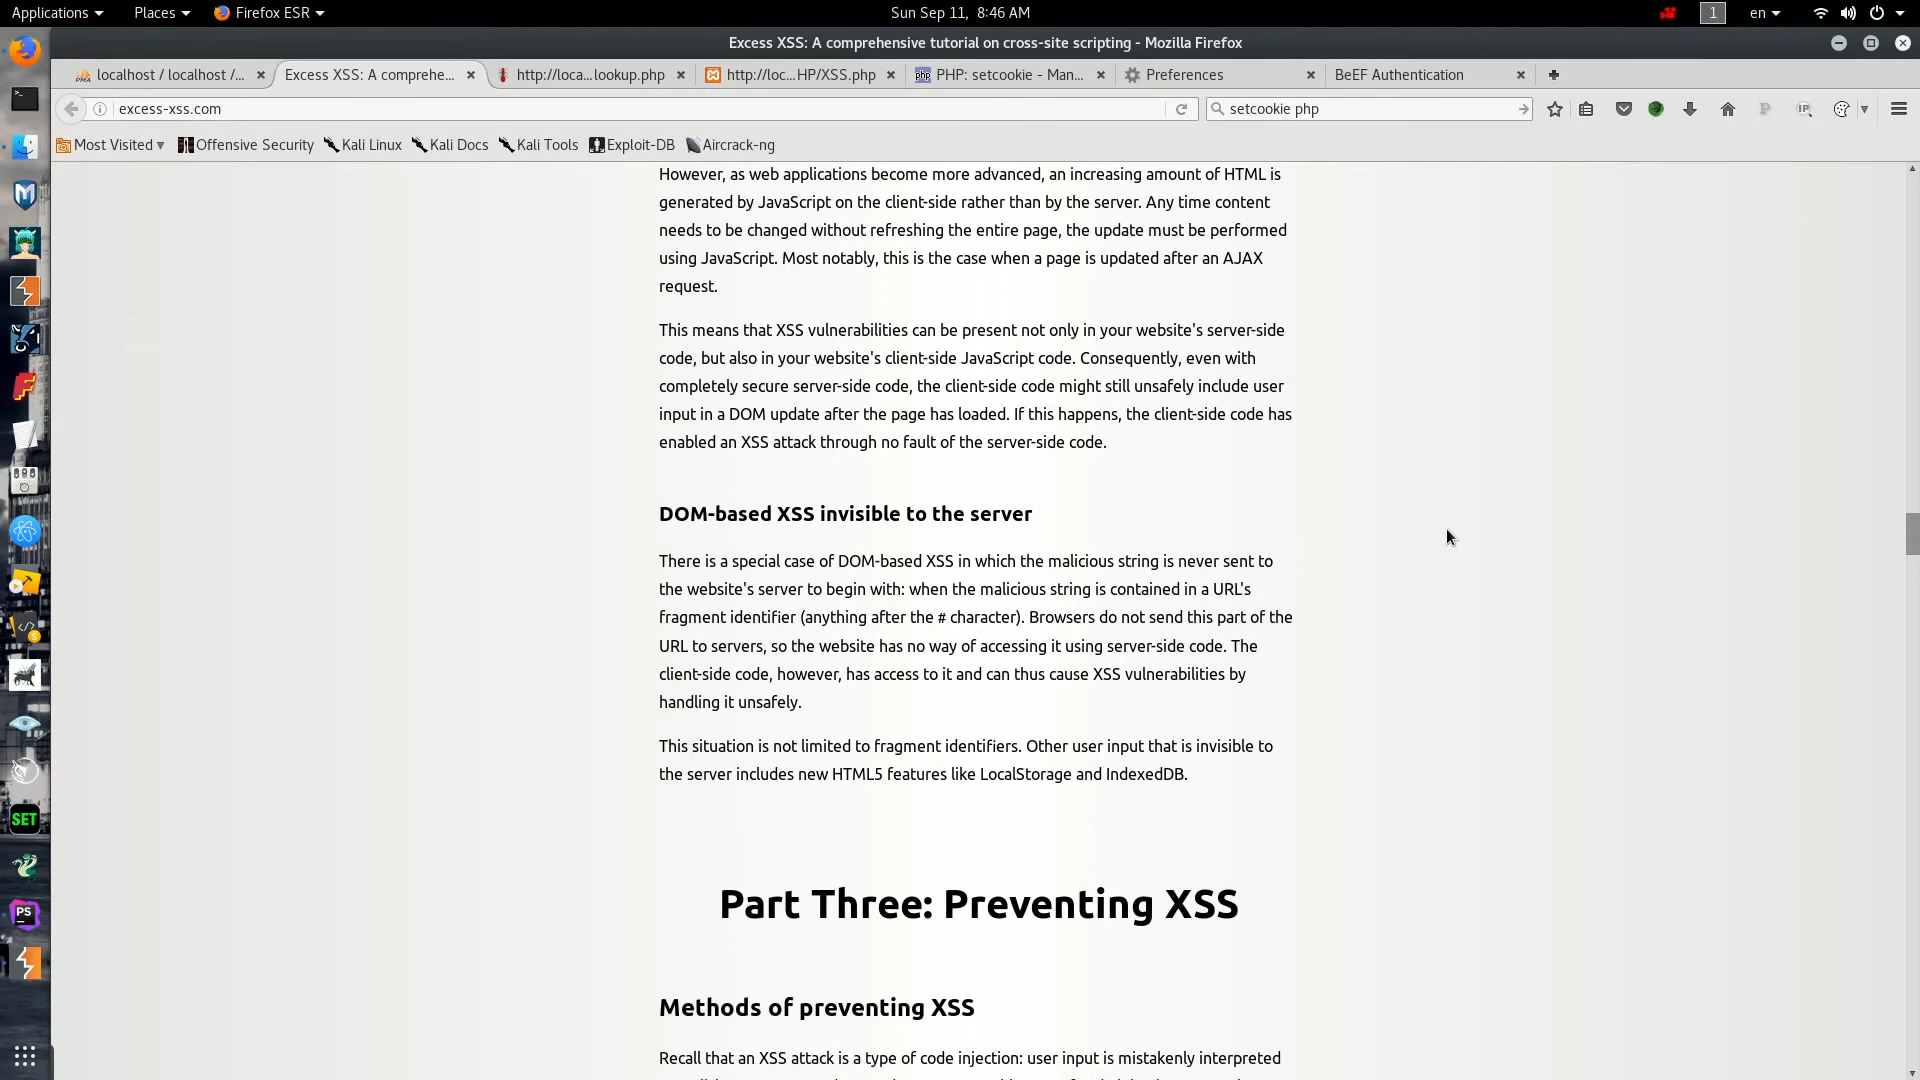 Applications
Places
Firefox ESR
Sun Sep 11, 8:46 AM
1
en
Excess XSS: A comprehensive tutorial on cross-site scripting - Mozilla Firefox
localhost / localhost /...
Excess XSS: A comprehe...
http://loca...lookup.php
http://loc...HP/XSS.php
php
PHP: setcookie - Man...
Preferences
BeEF Authentication
excess-xss.com
setcookie php
Most Visited
Offensive Security
Kali Linux
Kali Docs
Kali Tools
Exploit-DB
Aircrack-ng
However, as web applications become more advanced, an increasing amount of HTML is
generated by JavaScript on the client-side rather than by the server. Any time content
needs to be changed without refreshing the entire page, the update must be performed
using JavaScript. Most notably, this is the case when a page is updated after an AJAX
request.
This means that XSS vulnerabilities can be present not only in your website's server-side
code, but also in your website's client-side JavaScript code. Consequently, even with
completely secure server-side code, the client-side code might still unsafely include user
input in a DOM update after the page has loaded. If this happens, the client-side code has
enabled an XSS attack through no fault of the server-side code.
DOM-based XSS invisible to the server
There is a special case of DOM-based XSS in which the malicious string is never sent to
the website's server to begin with: when the malicious string is contained in a URL's
fragment identifier (anything after the # character). Browsers do not send this part of the
URL to servers, so the website has no way of accessing it using server-side code. The
client-side code, however, has access to it and can thus cause XSS vulnerabilities by
handling it unsafely.
This situation is not limited to fragment identifiers. Other user input that is invisible to
the server includes new HTML5 features like LocalStorage and IndexedDB.
SET
PS
Part Three: Preventing XSS
Methods of preventing XSS
Recall that an XSS attack is a type of code injection: user input is mistakenly interpreted